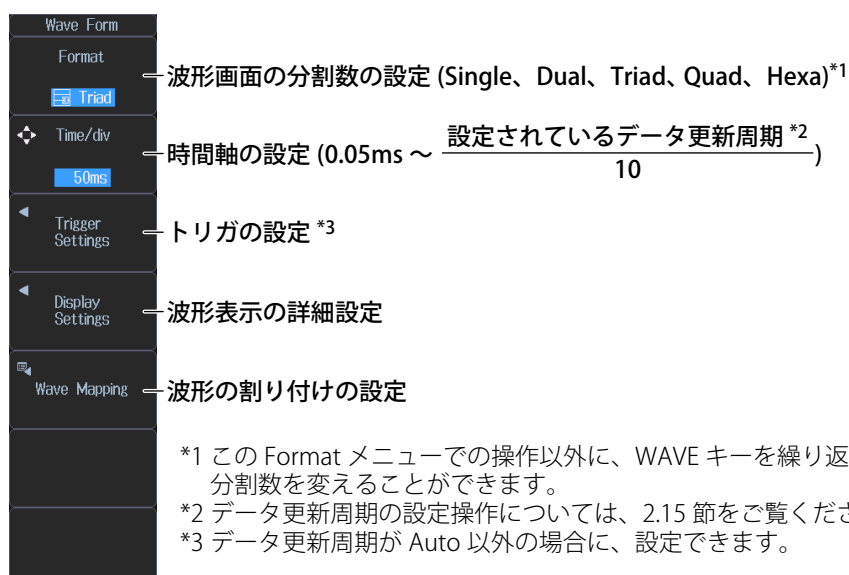 Wave Form
Format
Triad
波形画面の分割数の設定 (Single、Dual、Triad、Quad、Hexa)*1
Time/div
50ms
時間軸の設定 (0.05ms ～ 設定されているデータ更新周期 *2
10
)
Trigger
Settings
トリガの設定 *3
Display
Settings
波形表示の詳細設定
Wave Mapping
波形の割り付けの設定
*1 この Format メニューでの操作以外に、WAVE キーを繰り返
分割数を変えることができます。
*2 データ更新周期の設定操作については、2.15 節をご覧くださ
*3 データ更新周期が Auto 以外の場合に、設定できます。